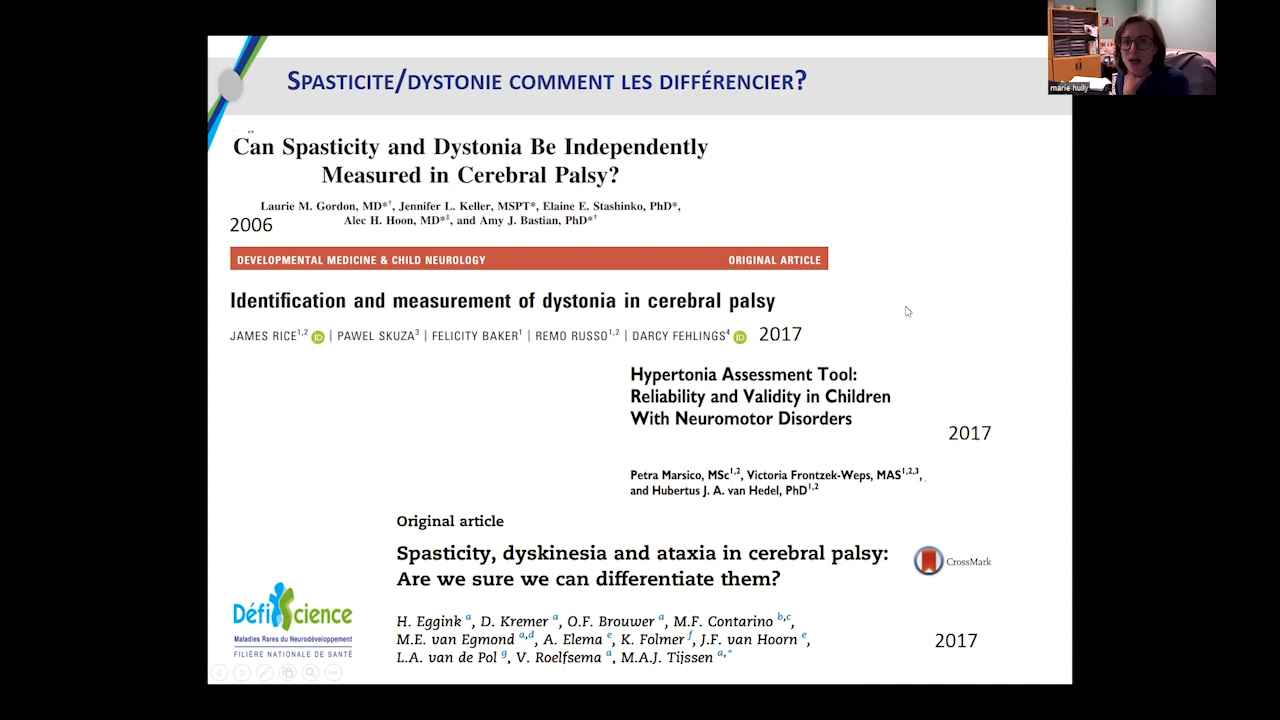 SPASTICITE/DYSTONIE COMMENT LES DIFFÉRENCIER?
marie hully
Can Spasticity and Dystonia Be Independently
Measured in Cerebral Palsy?
Laurie M. Gordon, MD*†, Jennifer L. Keller, MSPT*, Elaine E. Stashinko, PhD*,
Alec H. Hoon, MD*‡, and Amy J. Bastian, PhD*†
2006
DEVELOPMENTAL MEDICINE & CHILD NEUROLOGY ORIGINAL ARTICLE
Identification and measurement of dystonia in cerebral palsy
JAMES RICE1,2 iD | PAWEL SKUZA3 | FELICITY BAKER1 | REMO RUSSO1,2 | DARCY FEHLINGS4 iD 2017
Hypertonia Assessment Tool:
Reliability and Validity in Children
With Neuromotor Disorders
2017
Petra Marsico, MSc1,2, Victoria Frontzek-Weps, MAS1,2,3,
and Hubertus J. A. van Hedel, PhD1,2
Original article
Spasticity, dyskinesia and ataxia in cerebral palsy:
Are we sure we can differentiate them?
CrossMark
H. Eggink a, D. Kremer a, O.F. Brouwer a, M.F. Contarino b,c,
M.E. van Egmond a,d, A. Elema e, K. Folmer f, J.F. van Hoorn e,
L.A. van de Pol g, V. Roelfsema a, M.A.J. Tijssen a,*
2017
DéfiScience
Maladies Rares du Neurodéveloppement
FILIÈRE NATIONALE DE SANTÉ